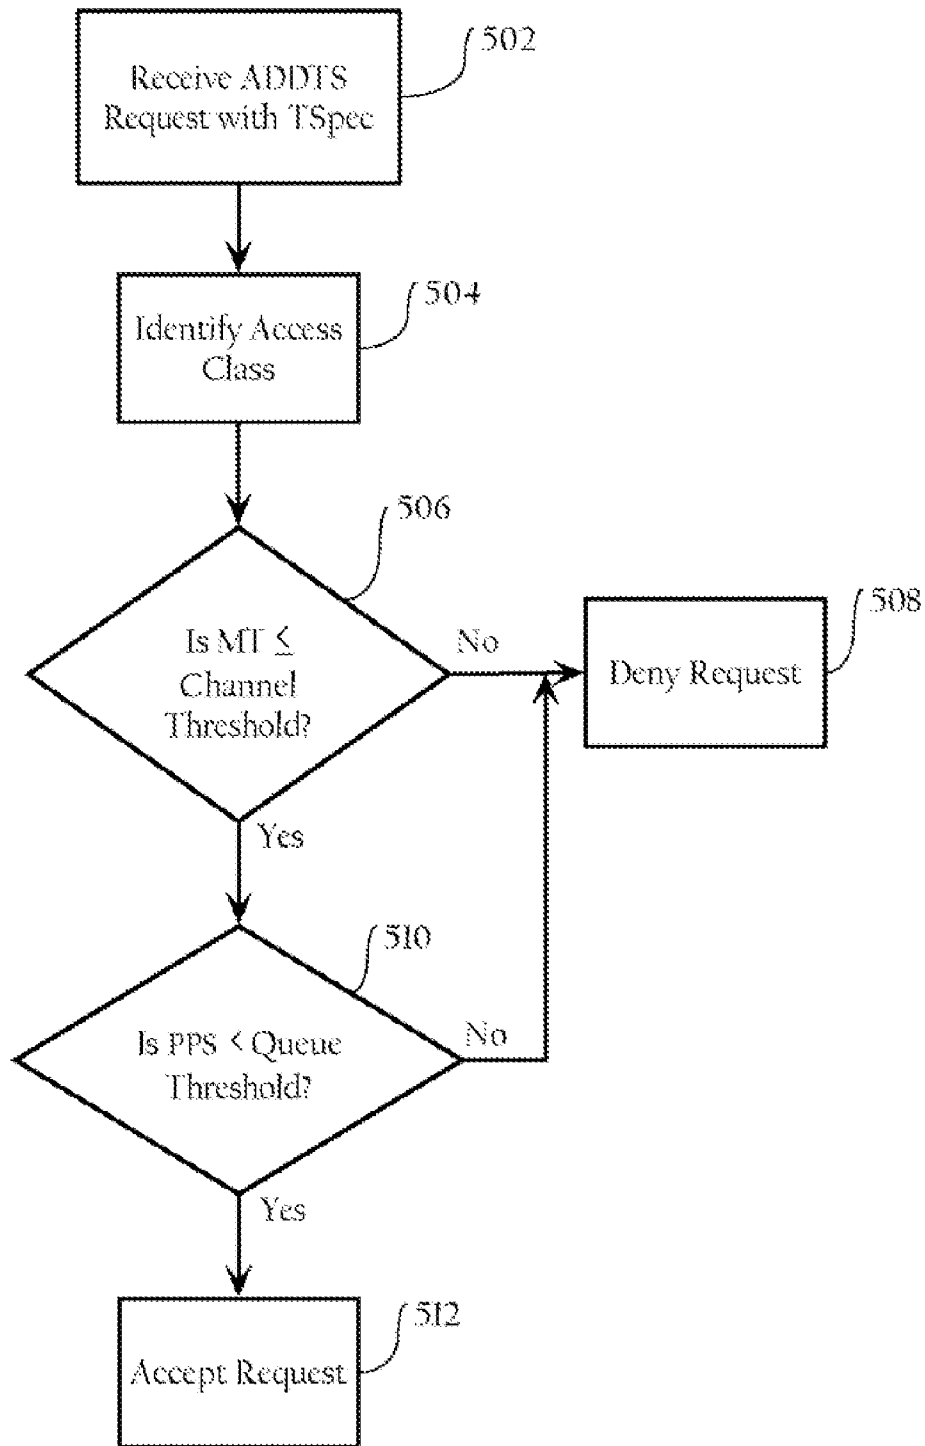 502
Receive ADDTS
Request with TSpec
504
Identify Access
Class
506
Is MT ≤
Channel
Threshold?
No
508
Deny Request
Yes
510
Is PPS < Queue
Threshold?
No
Yes
512
Accept Request